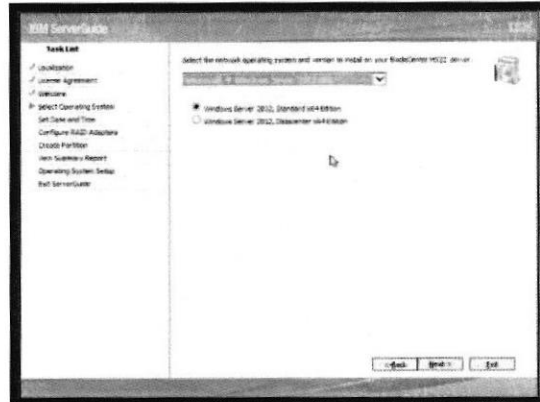 IBM ServerGuide
Task List
Localization
License Agreement
Welcome
Select Operating System
Set Date and Time
Configure RAID Adapters
Create Partition
View Summary Report
Operating System Setup
Exit ServerGuide
Select the network operating system and version to install on your BladeCenter HS22 server.
Windows Server 2012, Standard x64 Edition
Windows Server 2012, Datacenter x64 Edition
< Back
Next >
Exit